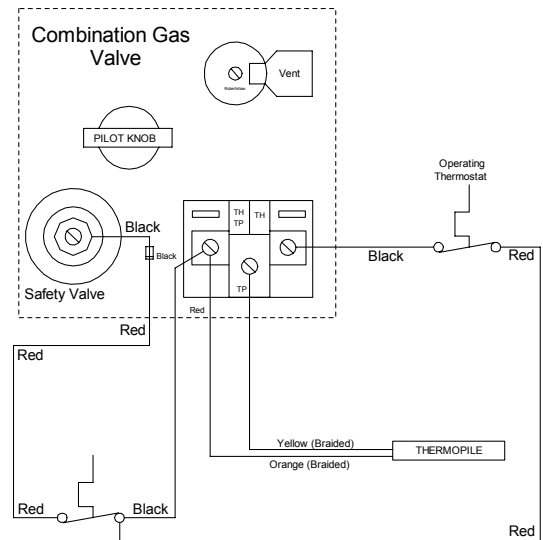 Combination Gas
Valve
Vent
RobertShaw
PILOT KNOB
Operating
Thermostat
TH
TP
TH
Black
Black
Black
Red
Safety Valve
TP
Red
Red
Red
Yellow (Braided)
THERMOPILE
Orange (Braided)
Red
Black
Red